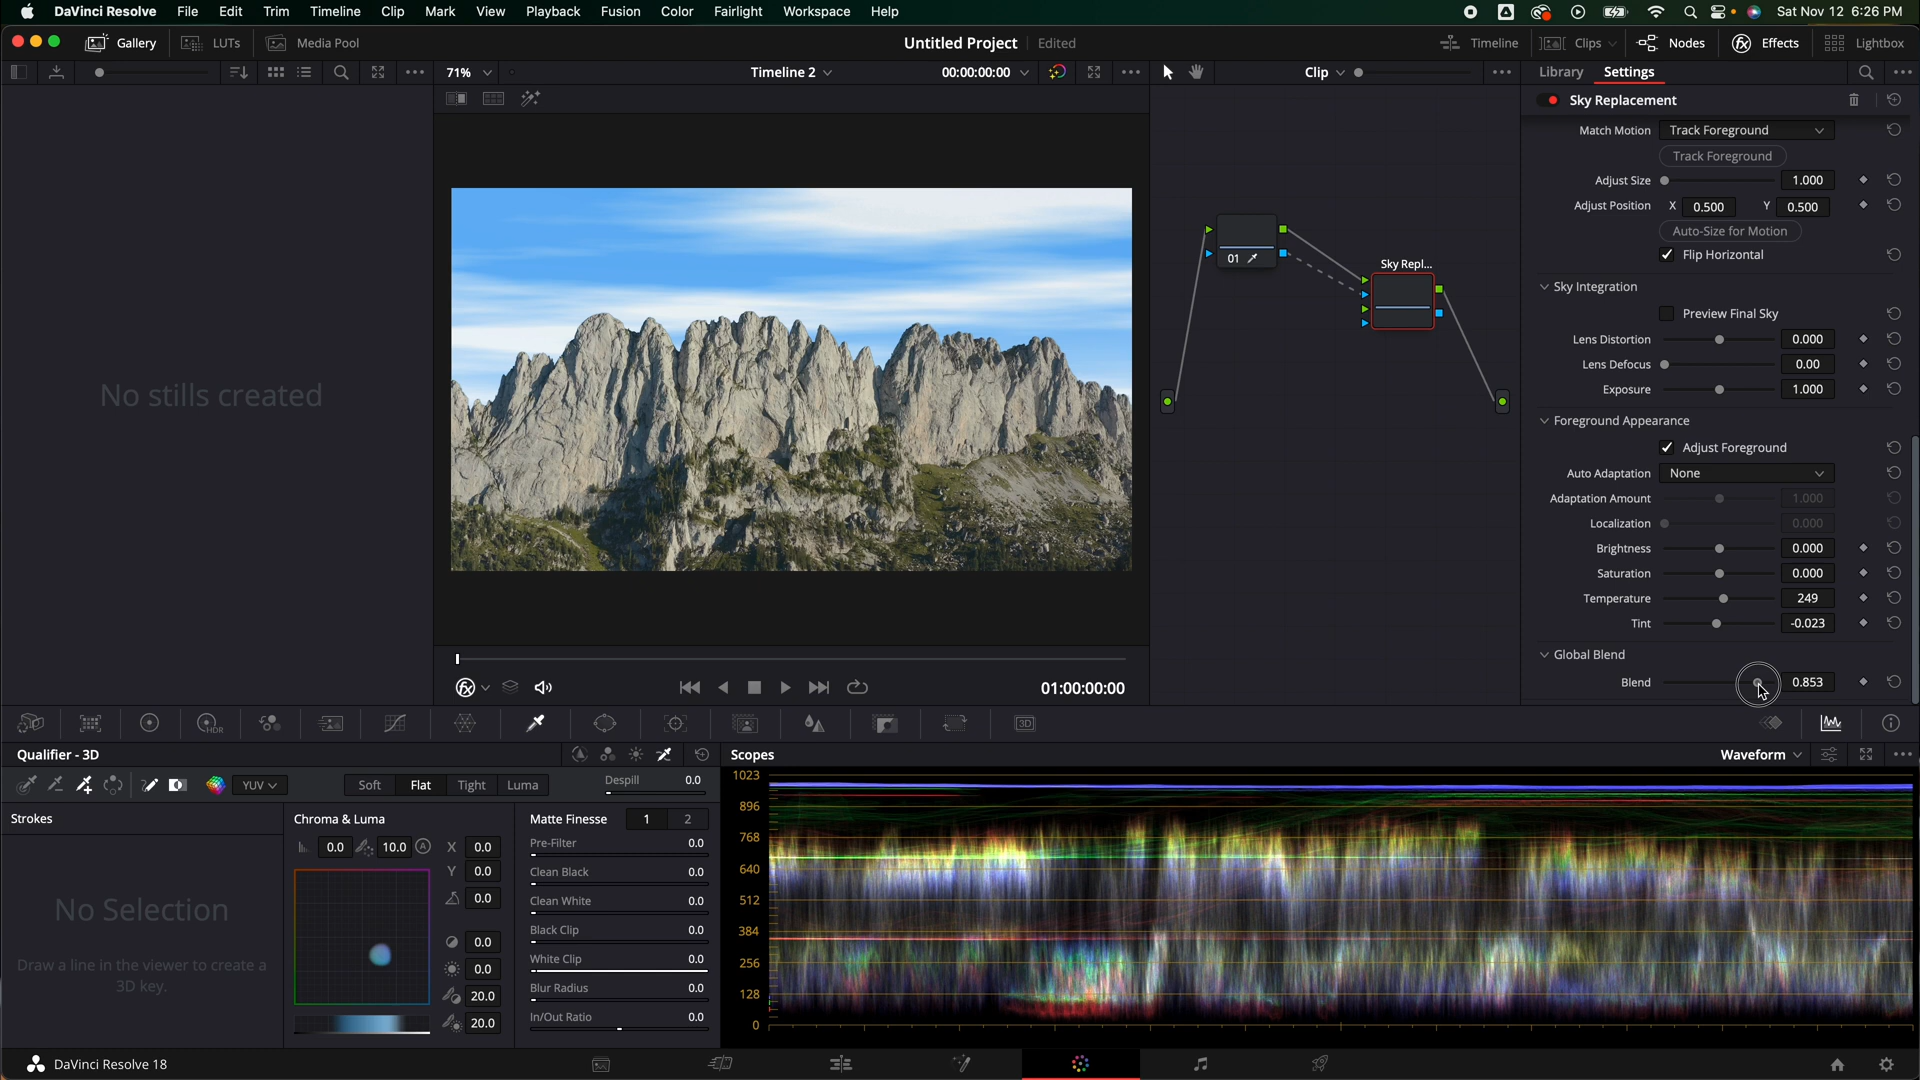 DaVinci Resolve File Edit Trim Timeline Clip Mark View Playback Fusion Color Fairlight Workspace Help Sat Nov 12 6:26 PM
Gallery LUTs Media Pool Untitled Project Edited Timeline Clips Nodes Effects Lightbox
71% Timeline 2 00:00:00:00 Clip Library Settings
Sky Replacement
Match Motion Track Foreground
Track Foreground
Adjust Size 1.000
Adjust Position X 0.500 Y 0.500
Auto-Size for Motion
Flip Horizontal
Sky Integration
Preview Final Sky
Lens Distortion 0.000
Lens Defocus 0.00
Exposure 1.000
Foreground Appearance
Adjust Foreground
Auto Adaptation None
Adaptation Amount 1.000
Localization 0.000
Brightness 0.000
Saturation 0.000
Temperature 249
Tint -0.023
Global Blend
Blend 0.853
No stills created
01
Sky Repl...
01:00:00:00
HDR
3D
Qualifier - 3D
YUV Soft Flat Tight Luma Despill 0.0
Strokes
No Selection
Draw a line in the viewer to create a
3D key.
Chroma & Luma
0.0 10.0 A X 0.0
Y 0.0
0.0
0.0
0.0
20.0
20.0
Matte Finesse 1 2
Pre-Filter 0.0
Clean Black 0.0
Clean White 0.0
Black Clip 0.0
White Clip 0.0
Blur Radius 0.0
In/Out Ratio 0.0
Scopes Waveform
1023
896
768
640
512
384
256
128
0
DaVinci Resolve 18